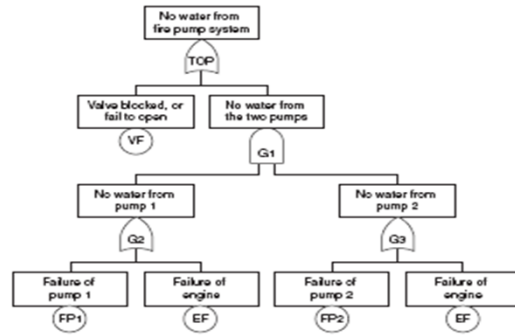 No water from
fire pump system
TOP
Valve blocked, or
fail to open
No water from
the two pumps
VF
G1
No water from
pump 1
No water from
pump 2
G2
G3
Failure of
pump 1
Failure of
engine
Failure of
pump 2
Failure of
engine
FP1
EF
FP2
EF